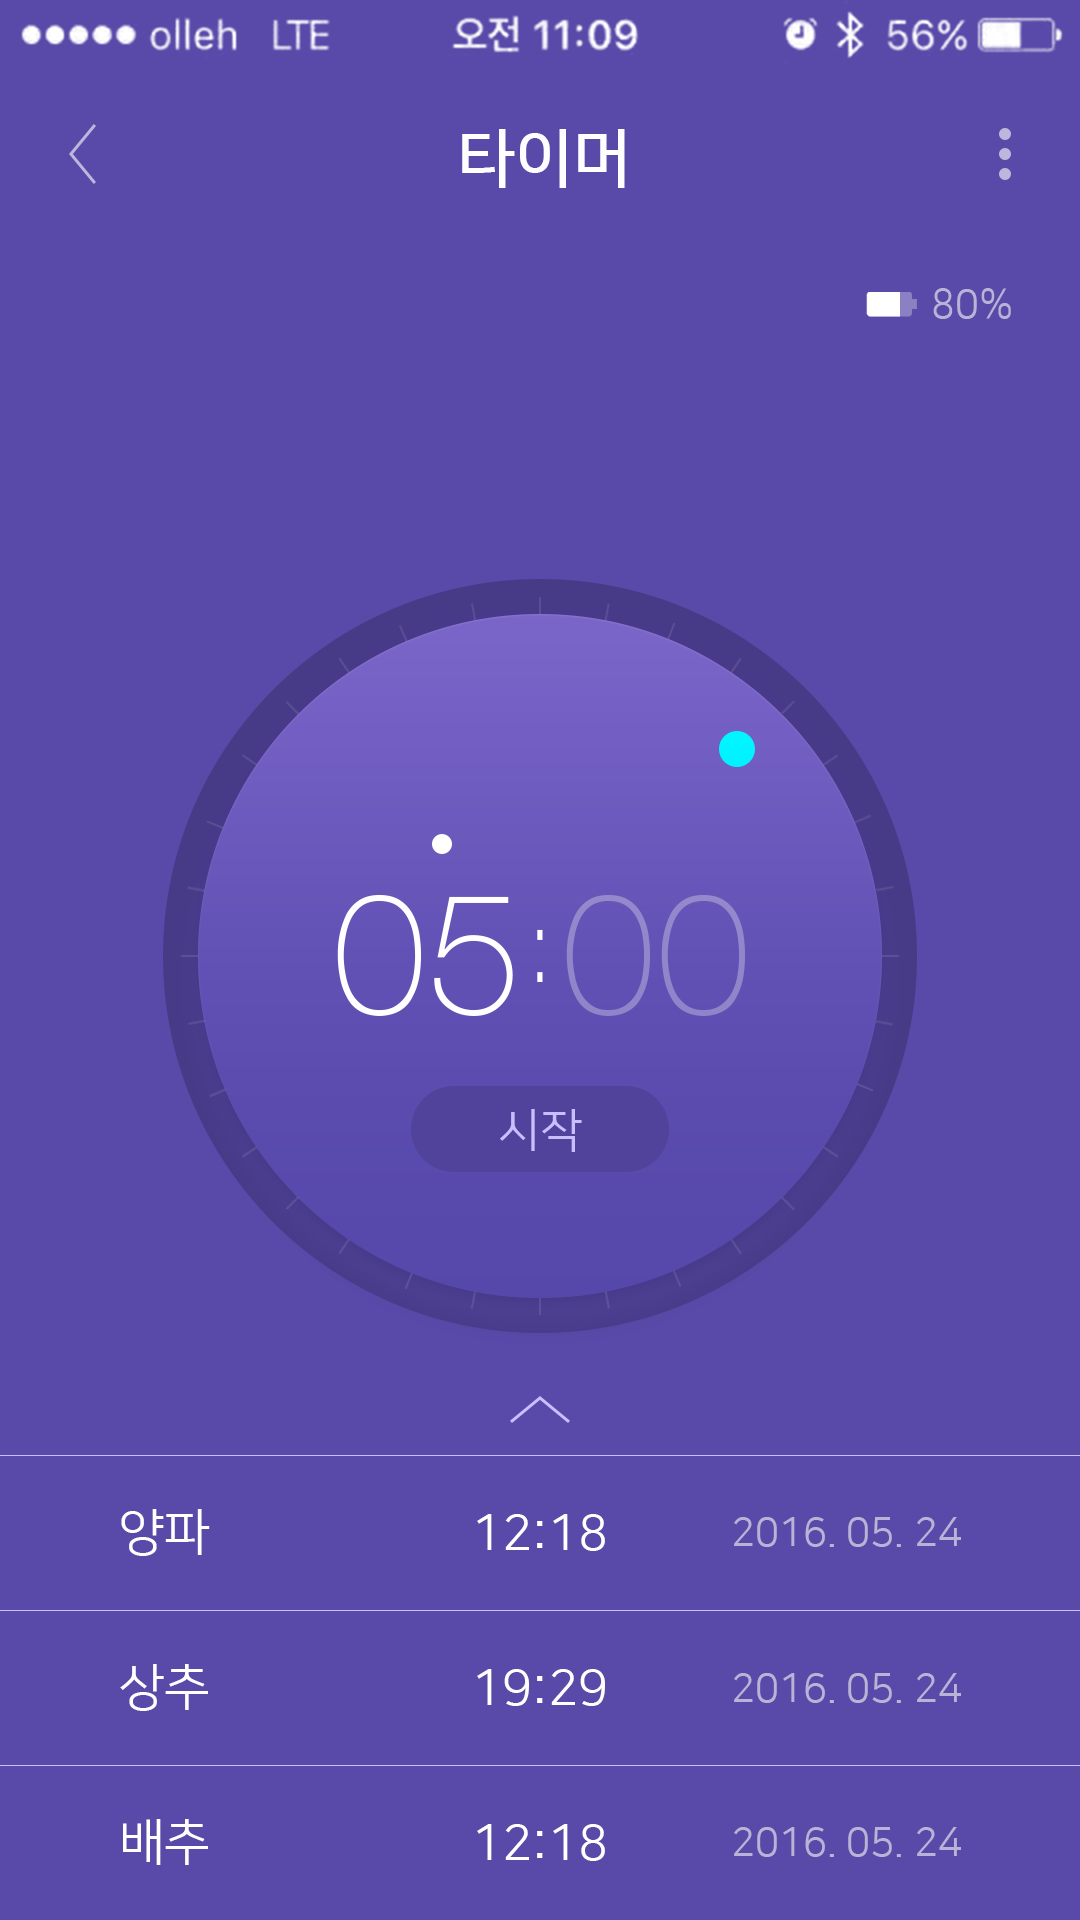 olleh LTE 오전 11:09 56%
타이머
80%
05:00
시작
양파 12:18 2016. 05. 24
상추 19:29 2016. 05. 24
배추 12:18 2016. 05. 24